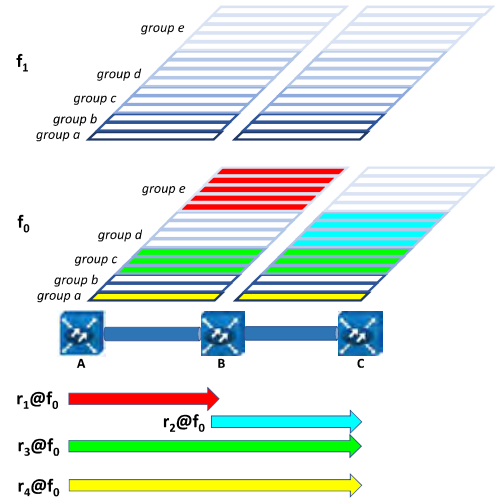 group e
f₁
group d
group c
group b
group a
group e
f₀
group d
group c
group b
group a
A B C
r₁@f₀
r₂@f₀
r₃@f₀
r₄@f₀